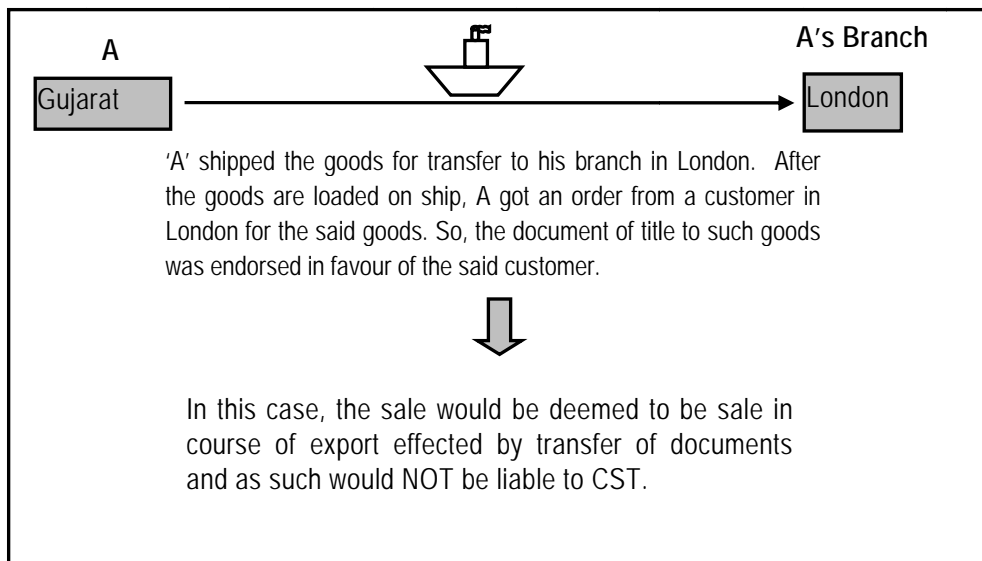 A
A's Branch
Gujarat
London
‘A’ shipped the goods for transfer to his branch in London. After
the goods are loaded on ship, A got an order from a customer in
London for the said goods. So, the document of title to such goods
was endorsed in favour of the said customer.
In this case, the sale would be deemed to be sale in
course of export effected by transfer of documents
and as such would NOT be liable to CST.